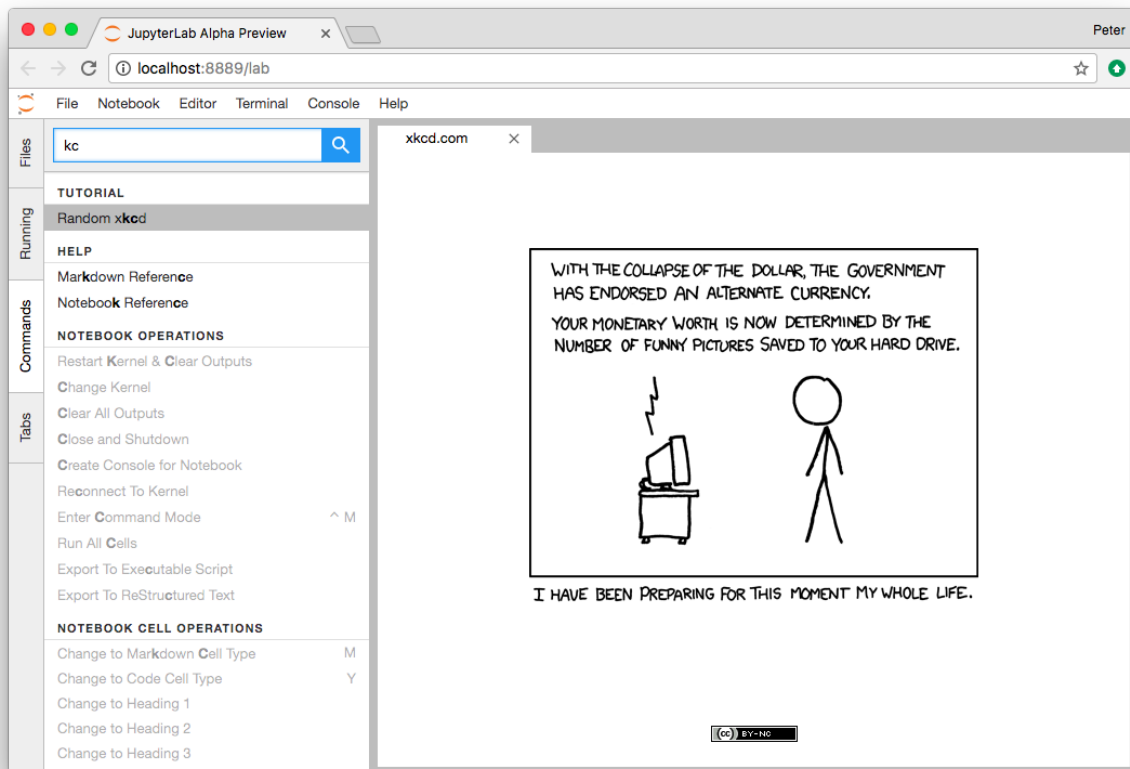 JupyterLab Alpha Preview
Peter
localhost:8889/lab
File Notebook Editor Terminal Console Help
Files
Running
Commands
Tabs
kc
TUTORIAL
Random xkcd
HELP
Markdown Reference
Notebook Reference
NOTEBOOK OPERATIONS
Restart Kernel & Clear Outputs
Change Kernel
Clear All Outputs
Close and Shutdown
Create Console for Notebook
Reconnect To Kernel
Enter Command Mode ^ M
Run All Cells
Export To Executable Script
Export To ReStructured Text
NOTEBOOK CELL OPERATIONS
Change to Markdown Cell Type M
Change to Code Cell Type Y
Change to Heading 1
Change to Heading 2
Change to Heading 3
xkcd.com
WITH THE COLLAPSE OF THE DOLLAR, THE GOVERNMENT
HAS ENDORSED AN ALTERNATE CURRENCY.
YOUR MONETARY WORTH IS NOW DETERMINED BY THE
NUMBER OF FUNNY PICTURES SAVED TO YOUR HARD DRIVE.
I HAVE BEEN PREPARING FOR THIS MOMENT MY WHOLE LIFE.
(cc) BY-NC